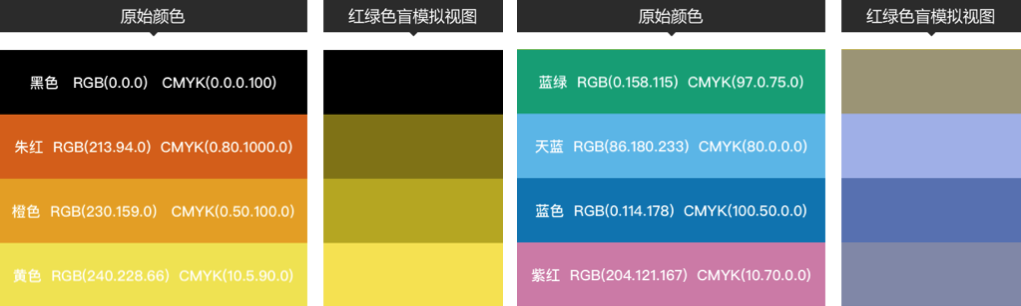 原始颜色
红绿色盲模拟视图
黑色 RGB(0.0.0) CMYK(0.0.0.100)
朱红 RGB(213.94.0) CMYK(0.80.1000.0)
橙色 RGB(230.159.0) CMYK(0.50.100.0)
黄色 RGB(240.228.66) CMYK(10.5.90.0)
原始颜色
红绿色盲模拟视图
蓝绿 RGB(0.158.115) CMYK(97.0.75.0)
天蓝 RGB(86.180.233) CMYK(80.0.0.0)
蓝色 RGB(0.114.178) CMYK(100.50.0.0)
紫红 RGB(204.121.167) CMYK(10.70.0.0)